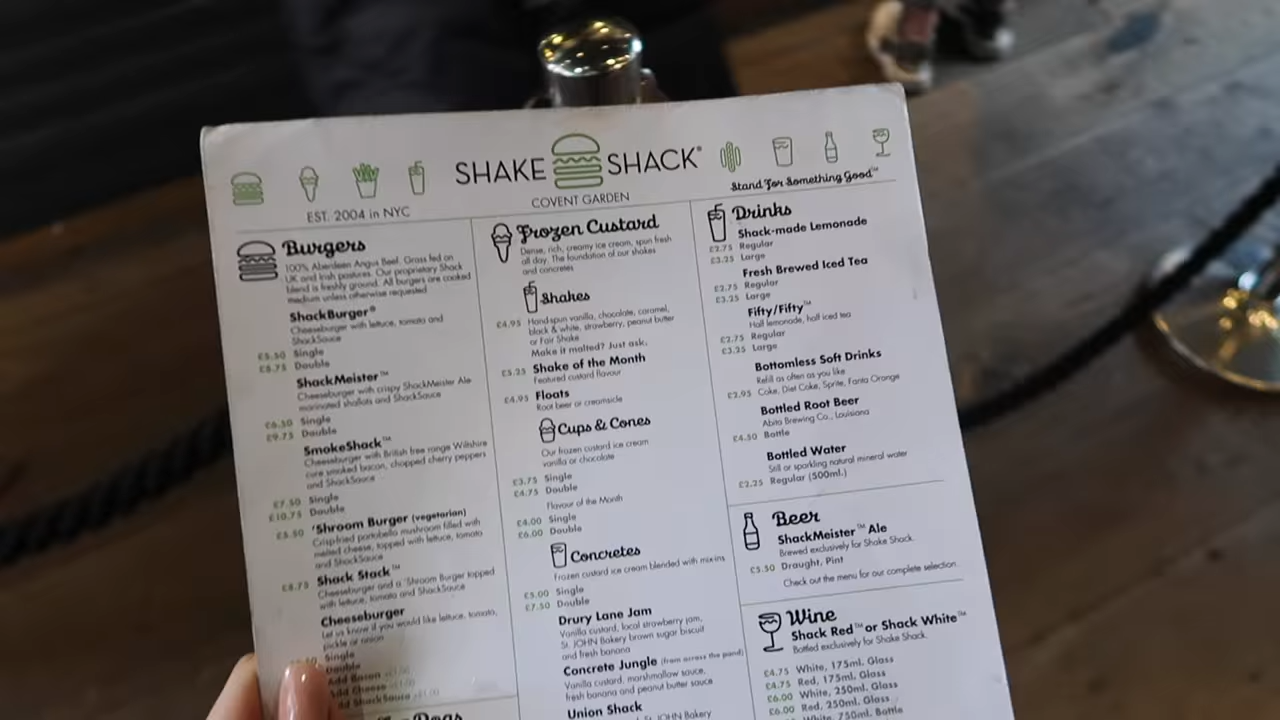 SHAKE SHACK®
Stand For Something Good™
COVENT GARDEN
EST. 2004 in NYC
Burgers
100% Aberdeen Angus Beef. Grass fed on
UK and Irish pastures. Our proprietary Shack
blend is freshly ground. All burgers are cooked
medium unless otherwise requested
ShackBurger®
Cheeseburger with lettuce, tomato and
ShackSauce
£5.50 Single
£8.75 Double
ShackMeister™
Cheeseburger with crispy ShackMeister Ale
marinated shallots and ShackSauce
£6.50 Single
£9.75 Double
SmokeShack™
Cheeseburger with British free range Wiltshire
cure smoked bacon, chopped cherry peppers
and ShackSauce
£7.50 Single
£10.75 Double
'Shroom Burger (vegetarian)
£5.50 Crisp-fried portobello mushroom filled with
melted cheese, topped with lettuce, tomato
and ShackSauce
Shack Stack™
£8.75 Cheeseburger and a 'Shroom Burger topped
with lettuce, tomato and ShackSauce
Cheeseburger
Let us know if you would like lettuce, tomato,
pickle or onion
Single
Double
Add Bacon
Add Cheese
Add ShackSauce
Dogs
Frozen Custard
Dense, rich, creamy ice cream, spun fresh
all day. The foundation of our shakes
and concretes
Shakes
£4.95 Hand-spun vanilla, chocolate, caramel,
black & white, strawberry, peanut butter
or Fair Shake
Make it malted? Just ask.
£5.25 Shake of the Month
Featured custard flavour
£4.95 Floats
Root beer or creamside
Cups & Cones
Our frozen custard ice cream
vanilla or chocolate
£3.75 Single
£4.75 Double
Flavour of the Month
£4.00 Single
£6.00 Double
Concretes
Frozen custard ice cream blended with mix-ins
£5.00 Single
£7.50 Double
Drury Lane Jam
Vanilla custard, local strawberry jam,
St. JOHN Bakery brown sugar biscuit
and fresh banana
Concrete Jungle (from across the pond)
Vanilla custard, marshmallow sauce,
fresh banana and peanut butter sauce
Union Shack
St. JOHN Bakery
Drinks
Shack-made Lemonade
£2.75 Regular
£3.25 Large
Fresh Brewed Iced Tea
£2.75 Regular
£3.25 Large
Fifty/Fifty™
Half lemonade, half iced tea
£2.75 Regular
£3.25 Large
Bottomless Soft Drinks
Refill as often as you like
£2.95 Coke, Diet Coke, Sprite, Fanta Orange
Bottled Root Beer
Abita Brewing Co., Louisiana
£4.50 Bottle
Bottled Water
Still or sparkling natural mineral water
£2.25 Regular (500ml.)
Beer
ShackMeister™ Ale
Brewed exclusively for Shake Shack.
£5.50 Draught, Pint
Check out the menu for our complete selection.
Wine
Shack Red™ or Shack White™
Bottled exclusively for Shake Shack.
£4.75 White, 175ml. Glass
£4.75 Red, 175ml. Glass
£6.00 White, 250ml. Glass
£6.00 Red, 250ml. Glass
White, 750ml. Bottle